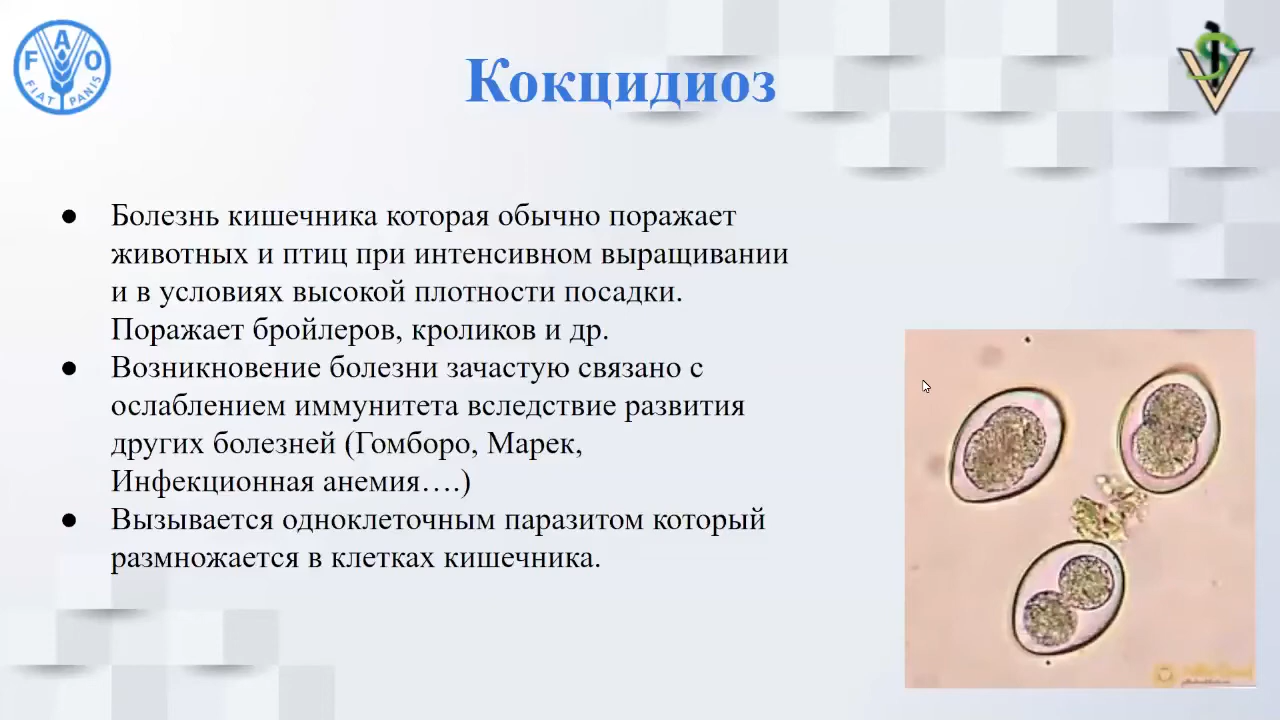 F A O
FIAT PANIS
Кокцидиоз
● Болезнь кишечника которая обычно поражает
животных и птиц при интенсивном выращивании
и в условиях высокой плотности посадки.
Поражает бройлеров, кроликов и др.
● Возникновение болезни зачастую связано с
ослаблением иммунитета вследствие развития
других болезней (Гомборо, Марек,
Инфекционная анемия….)
● Вызывается одноклеточным паразитом который
размножается в клетках кишечника.